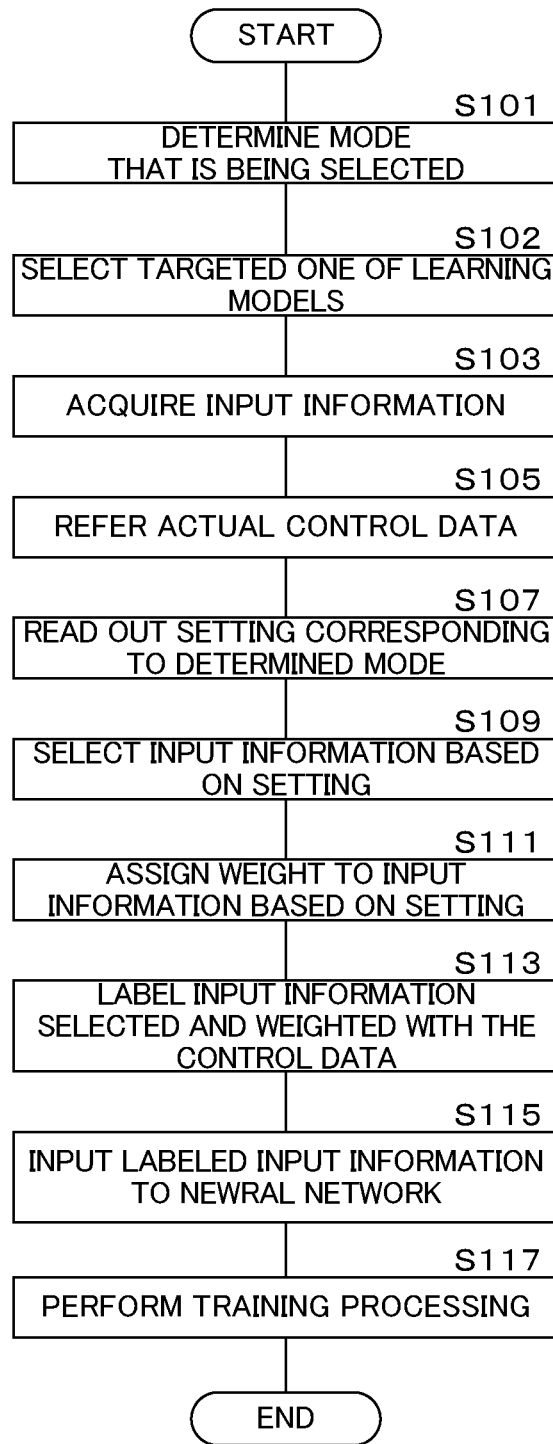 START
S101
DETERMINE MODE
THAT IS BEING SELECTED
S102
SELECT TARGETED ONE OF LEARNING
MODELS
S103
ACQUIRE INPUT INFORMATION
S105
REFER ACTUAL CONTROL DATA
S107
READ OUT SETTING CORRESPONDING
TO DETERMINED MODE
S109
SELECT INPUT INFORMATION BASED
ON SETTING
S111
ASSIGN WEIGHT TO INPUT
INFORMATION BASED ON SETTING
S113
LABEL INPUT INFORMATION
SELECTED AND WEIGHTED WITH THE
CONTROL DATA
S115
INPUT LABELED INPUT INFORMATION
TO NEWRAL NETWORK
S117
PERFORM TRAINING PROCESSING
END